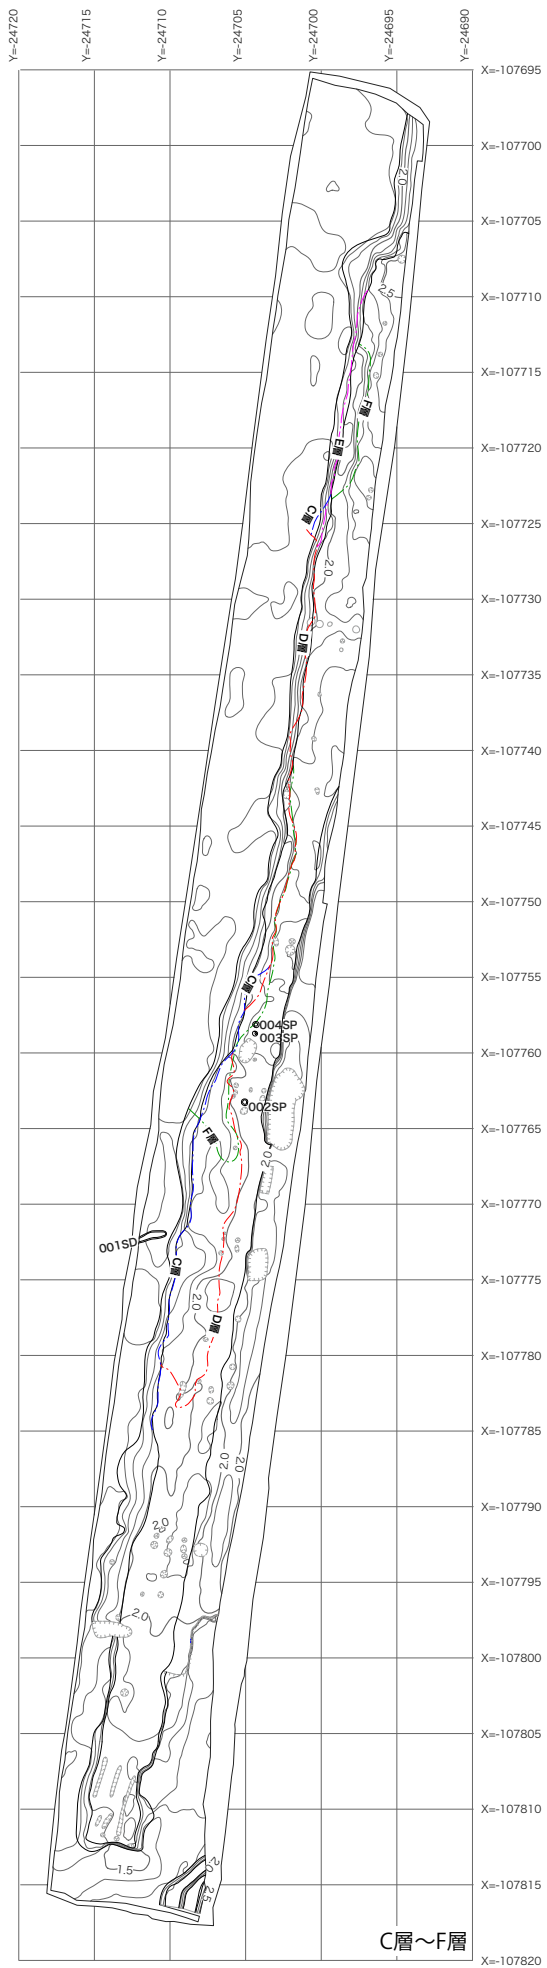 Y=-24720
Y=-24715
Y=-24710
Y=-24705
Y=-24700
Y=-24695
Y=-24690
X=-107695
X=-107700
2.0
X=-107705
2.5
X=-107710
X=-107715
F層
E層
X=-107720
C層
X=-107725
2.0
X=-107730
D層
X=-107735
X=-107740
X=-107745
X=-107750
X=-107755
C層
004SP
003SP
X=-107760
002SP
X=-107765
F層
2.0
X=-107770
001SD
C層
X=-107775
2.0
D層
X=-107780
X=-107785
2.0
2.0
X=-107790
2.0
X=-107795
2.0
X=-107800
X=-107805
X=-107810
1.5
2.0
2.5
X=-107815
C層～F層
X=-107820